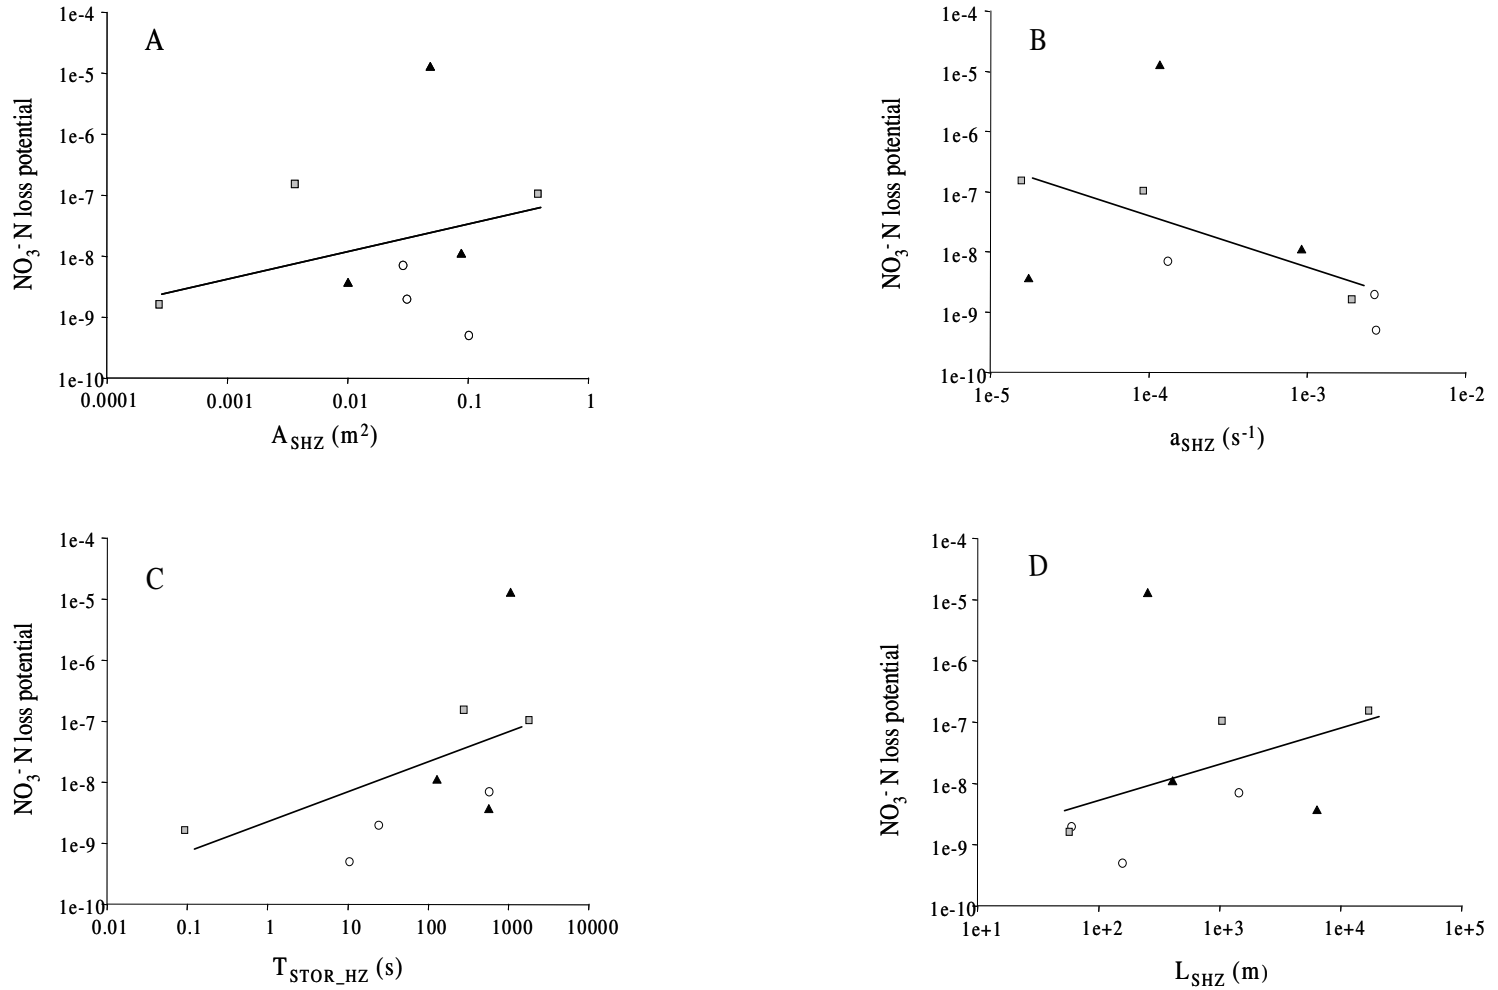 A
1e-4
1e-5
1e-6
1e-7
1e-8
1e-9
1e-10
NO3- N loss potential
0.0001 0.001 0.01 0.1 1
ASHZ (m2)
B
1e-4
1e-5
1e-6
1e-7
1e-8
1e-9
1e-10
NO3- N loss potential
1e-5 1e-4 1e-3 1e-2
aSHZ (s-1)
C
1e-4
1e-5
1e-6
1e-7
1e-8
1e-9
1e-10
NO3- N loss potential
0.01 0.1 1 10 100 1000 10000
TSTOR_HZ (s)
D
1e-4
1e-5
1e-6
1e-7
1e-8
1e-9
1e-10
NO3- N loss potential
1e+1 1e+2 1e+3 1e+4 1e+5
LSHZ (m)